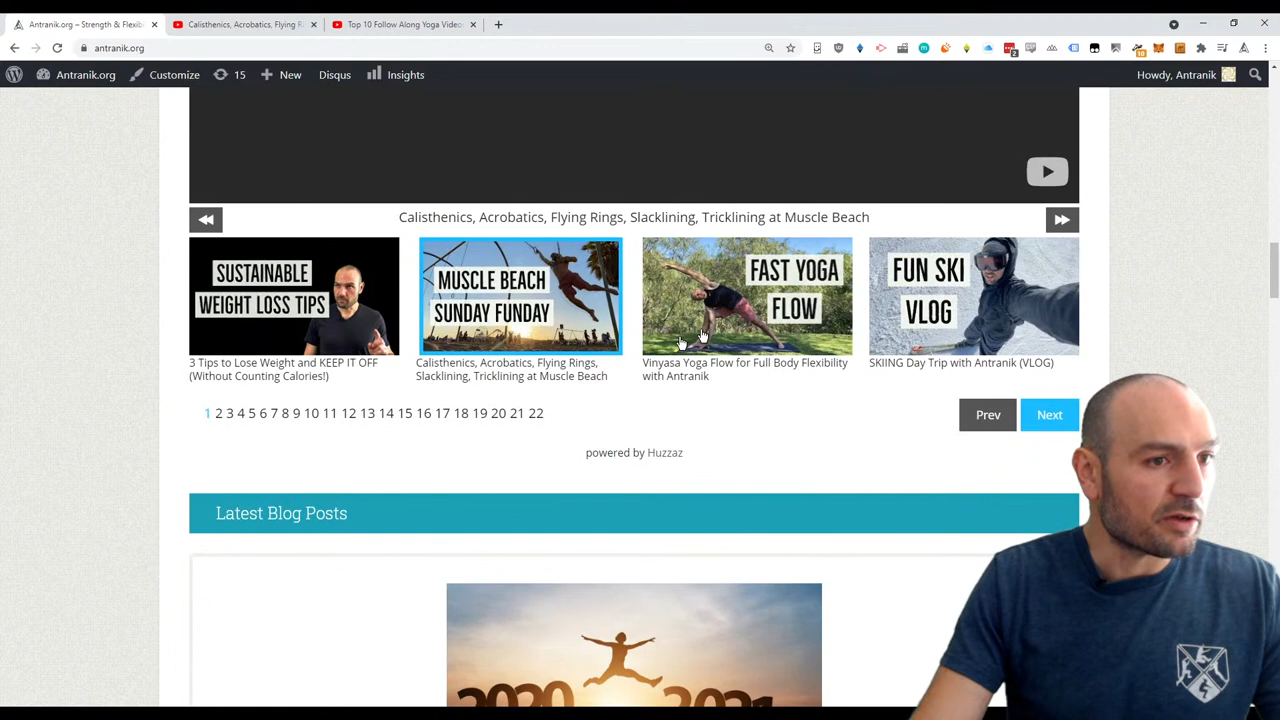 Antranik.org – Strength & Flexibi
Calisthenics, Acrobatics, Flying R
Top 10 Follow Along Yoga Video
antranik.org
Antranik.org
Customize
15
New
Disqus
Insights
Howdy, Antranik
Calisthenics, Acrobatics, Flying Rings, Slacklining, Tricklining at Muscle Beach
SUSTAINABLE
WEIGHT LOSS TIPS
MUSCLE BEACH
SUNDAY FUNDAY
FAST YOGA
FLOW
FUN SKI
VLOG
3 Tips to Lose Weight and KEEP IT OFF
(Without Counting Calories!)
Calisthenics, Acrobatics, Flying Rings,
Slacklining, Tricklining at Muscle Beach
Vinyasa Yoga Flow for Full Body Flexibility
with Antranik
SKIING Day Trip with Antranik (VLOG)
1 2 3 4 5 6 7 8 9 10 11 12 13 14 15 16 17 18 19 20 21 22
Prev
Next
powered by Huzzaz
Latest Blog Posts
2020 2021